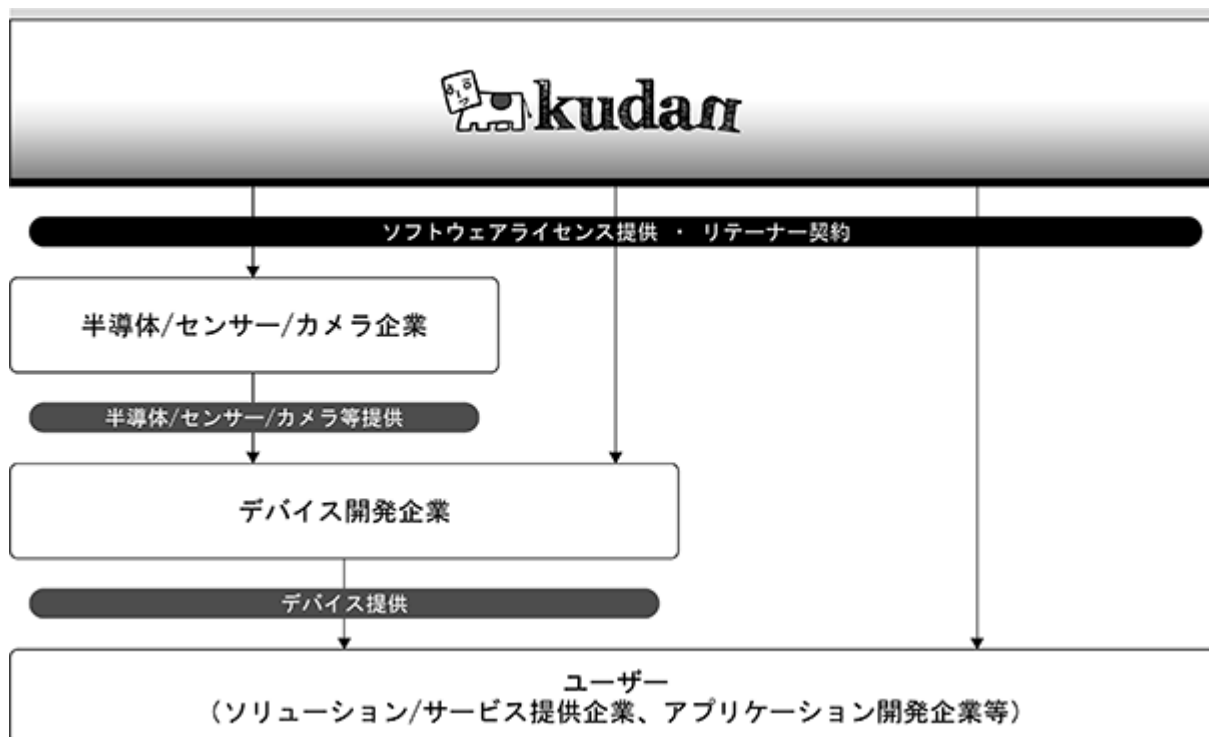 kudan
ソフトウェアライセンス提供 ・ リテーナー契約
半導体/センサー/カメラ企業
半導体/センサー/カメラ等提供
デバイス開発企業
デバイス提供
ユーザー
(ソリューション/サービス提供企業、アプリケーション開発企業等)